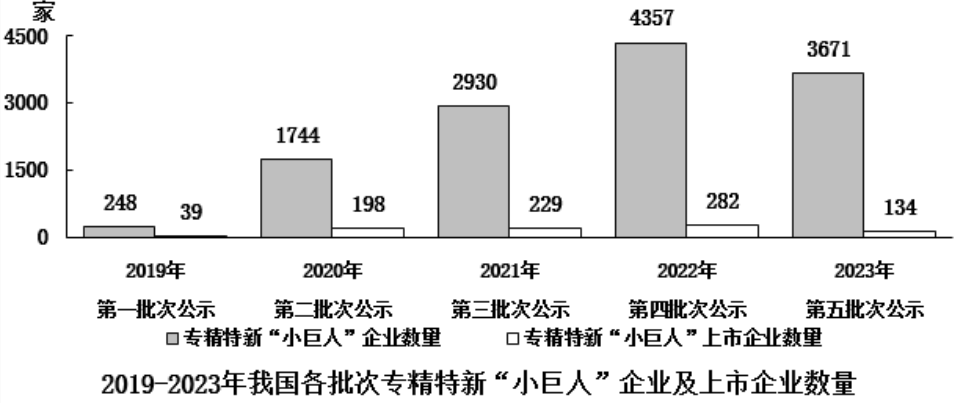 家
4500
3000
1500
0
248 39 1744 198 2930 229 4357 282 3671 134
2019年 2020年 2021年 2022年 2023年
第一批次公示 第二批次公示 第三批次公示 第四批次公示 第五批次公示
专精特新“小巨人”企业数量 专精特新“小巨人”上市企业数量
2019-2023年我国各批次专精特新“小巨人”企业及上市企业数量